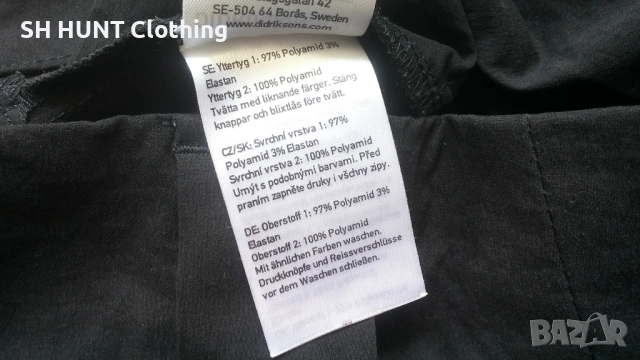 SH HUNT Clothing
42
SE-504 64 Borås, Sweden
www.didriksons.com
SE: Yttertyg 1: 97% Polyamid 3%
Elastan
Yttertyg 2: 100% Polyamid
Tvätta med liknande färger. Stäng
knappar och blixtlås före tvätt.
CZ/SK: Svrchní vrstva 1: 97%
Polyamid 3% Elastan
Svrchní vrstva 2: 100% Polyamid
Umýt s podobnými barvami. Před
praním zapněte druky i všchny zipy.
DE: Oberstoff 1: 97% Polyamid 3%
Elastan
Oberstoff 2: 100% Polyamid
Mit ähnlichen Farben waschen.
Druckknöpfe und Reissverschlüsse
vor dem Waschen schließen.
BAZAR